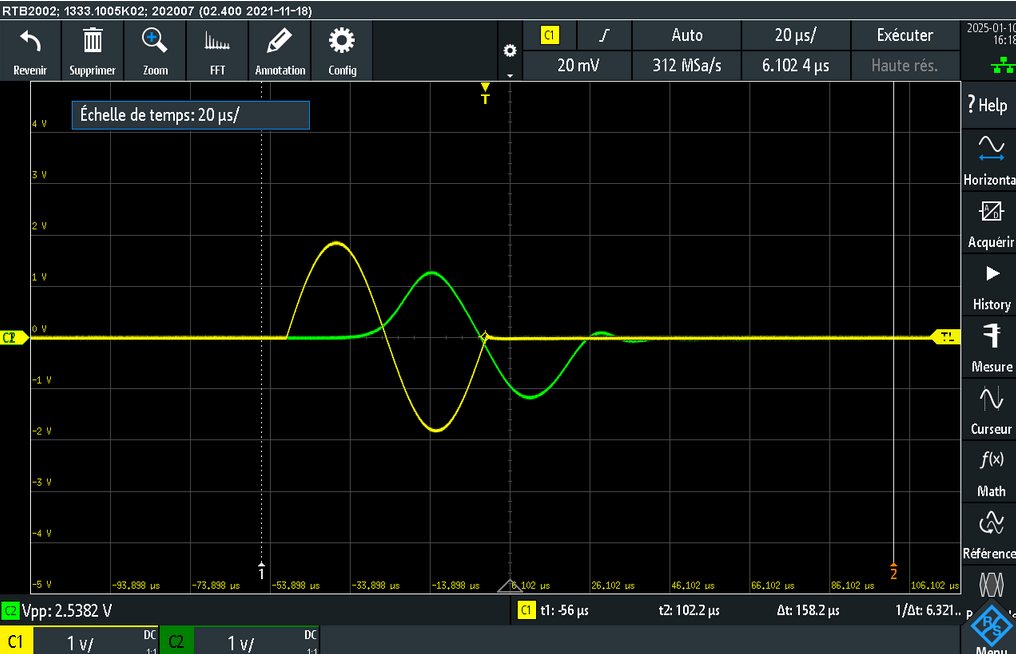 RTB2002; 1333.1005K02; 202007 (02.400 2021-11-18)
Revenir
Supprimer
Zoom
FFT
Annotation
Config
C1
Auto
20 µs/
Exécuter
20 mV
312 MSa/s
6.102 4 µs
Haute rés.
2025-01-10
16:18
T
Échelle de temps: 20 µs/
4 V
3 V
2 V
1 V
0 V
-1 V
-2 V
-3 V
-4 V
-5 V
C2
1
2
-93,898 µs
-73,898 µs
-53,898 µs
-33,898 µs
-13,898 µs
6,102 µs
26,102 µs
46,102 µs
66,102 µs
86,102 µs
106,102 µs
? Help
Horizonta
Acquérir
History
Mesure
Curseur
f(x)
Math
Référence
R&S
Menu
C2 Vpp: 2.5382 V
C1 t1: -56 µs
t2: 102.2 µs
Δt: 158.2 µs
1/Δt: 6.321..
C1 1 V/ DC 1:1
C2 1 V/ DC 1:1